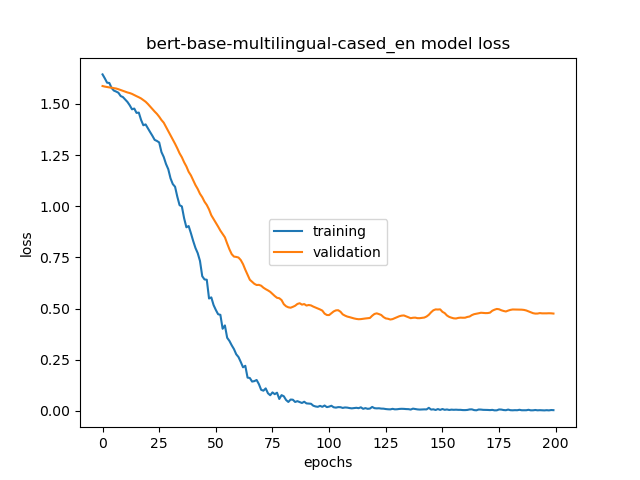 bert-base-multilingual-cased_en model loss
1.50
1.25
1.00
0.75
0.50
0.25
0.00
loss
training
validation
0 25 50 75 100 125 150 175 200
epochs